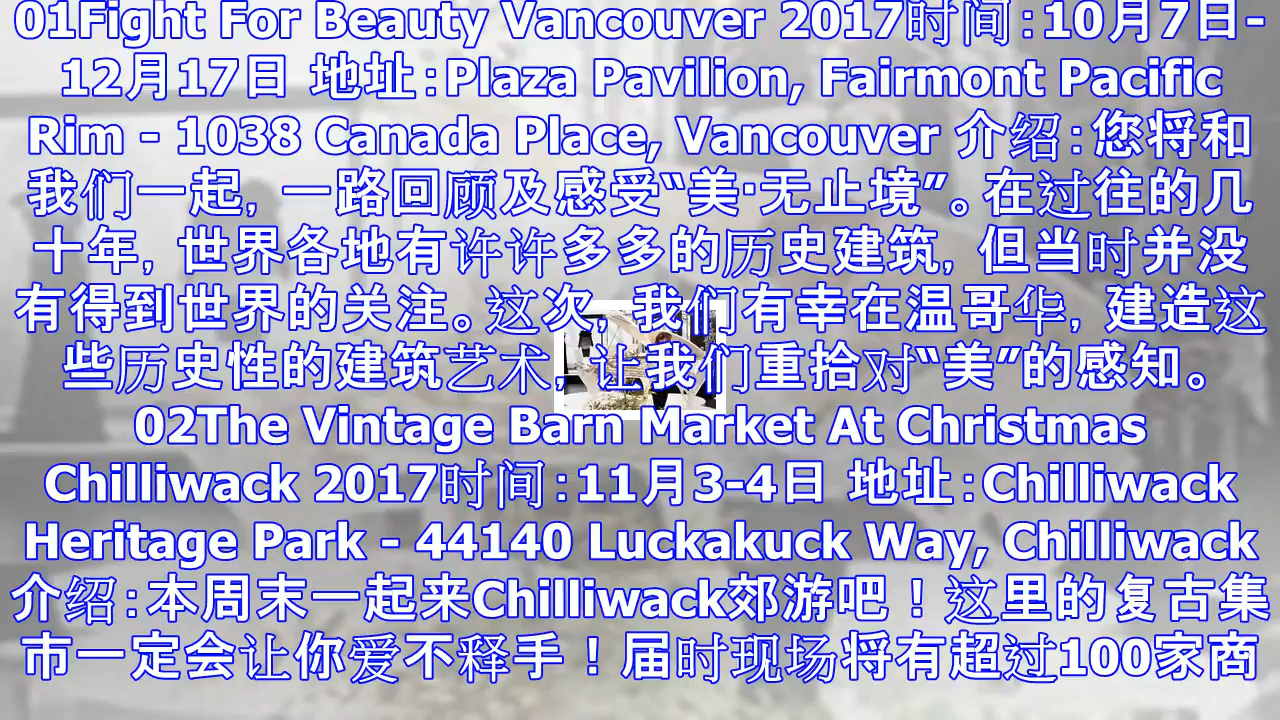 01Fight For Beauty Vancouver 2017时间：10月7日-
12月17日 地址：Plaza Pavilion, Fairmont Pacific
Rim - 1038 Canada Place, Vancouver 介绍：您将和
我们一起，一路回顾及感受“美·无止境”。在过往的几
十年，世界各地有许许多多的历史建筑，但当时并没
有得到世界的关注。这次，我们有幸在温哥华，建造这
些历史性的建筑艺术，让我们重拾对“美”的感知。
02The Vintage Barn Market At Christmas
Chilliwack 2017时间：11月3-4日 地址：Chilliwack
Heritage Park - 44140 Luckakuck Way, Chilliwack
介绍：本周末一起来Chilliwack郊游吧！这里的复古集
市一定会让你爱不释手！届时现场将有超过100家商